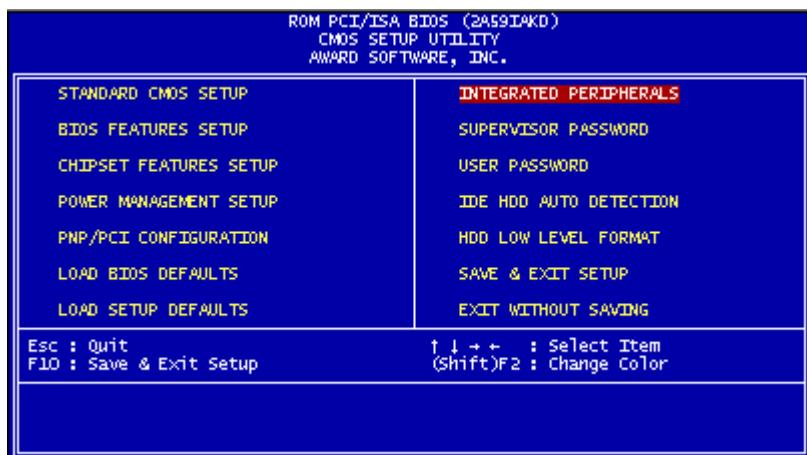 ROM PCI/ISA BIOS (2A59IAKD)
CMOS SETUP UTILITY
AWARD SOFTWARE, INC.
STANDARD CMOS SETUP
BIOS FEATURES SETUP
CHIPSET FEATURES SETUP
POWER MANAGEMENT SETUP
PNP/PCI CONFIGURATION
LOAD BIOS DEFAULTS
LOAD SETUP DEFAULTS
INTEGRATED PERIPHERALS
SUPERVISOR PASSWORD
USER PASSWORD
IDE HDD AUTO DETECTION
HDD LOW LEVEL FORMAT
SAVE & EXIT SETUP
EXIT WITHOUT SAVING
Esc : Quit
F10 : Save & Exit Setup
↑ ↓ → ← : Select Item
(Shift)F2 : Change Color